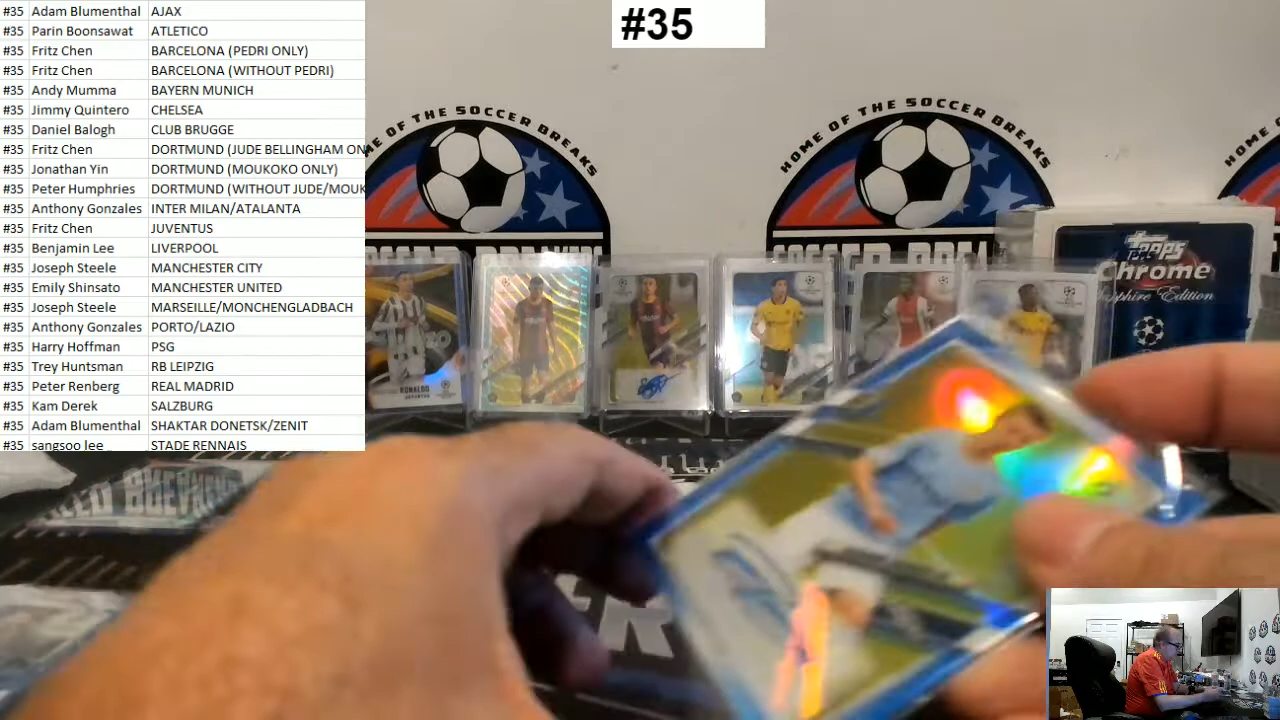 #35 Adam Blumenthal AJAX
#35 Parin Boonsawat ATLETICO
#35 Fritz Chen BARCELONA (PEDRI ONLY)
#35 Fritz Chen BARCELONA (WITHOUT PEDRI)
#35 Andy Mumma BAYERN MUNICH
#35 Jimmy Quintero CHELSEA
#35 Daniel Balogh CLUB BRUGGE
#35 Fritz Chen DORTMUND (JUDE BELLINGHAM ON
#35 Jonathan Yin DORTMUND (MOUKOKO ONLY)
#35 Peter Humphries DORTMUND (WITHOUT JUDE/MOUK
#35 Anthony Gonzales INTER MILAN/ATALANTA
#35 Fritz Chen JUVENTUS
#35 Benjamin Lee LIVERPOOL
#35 Joseph Steele MANCHESTER CITY
#35 Emily Shinsato MANCHESTER UNITED
#35 Joseph Steele MARSEILLE/MONCHENGLADBACH
#35 Anthony Gonzales PORTO/LAZIO
#35 Harry Hoffman PSG
#35 Trey Huntsman RB LEIPZIG
#35 Peter Renberg REAL MADRID
#35 Kam Derek SALZBURG
#35 Adam Blumenthal SHAKTAR DONETSK/ZENIT
#35 sangsoo lee STADE RENNAIS
#35
HOME OF THE SOCCER BREAKS
HOME OF THE SOCCER BREAKS
HOME OF
Topps
Chrome
Sapphire Edition
RONALDO